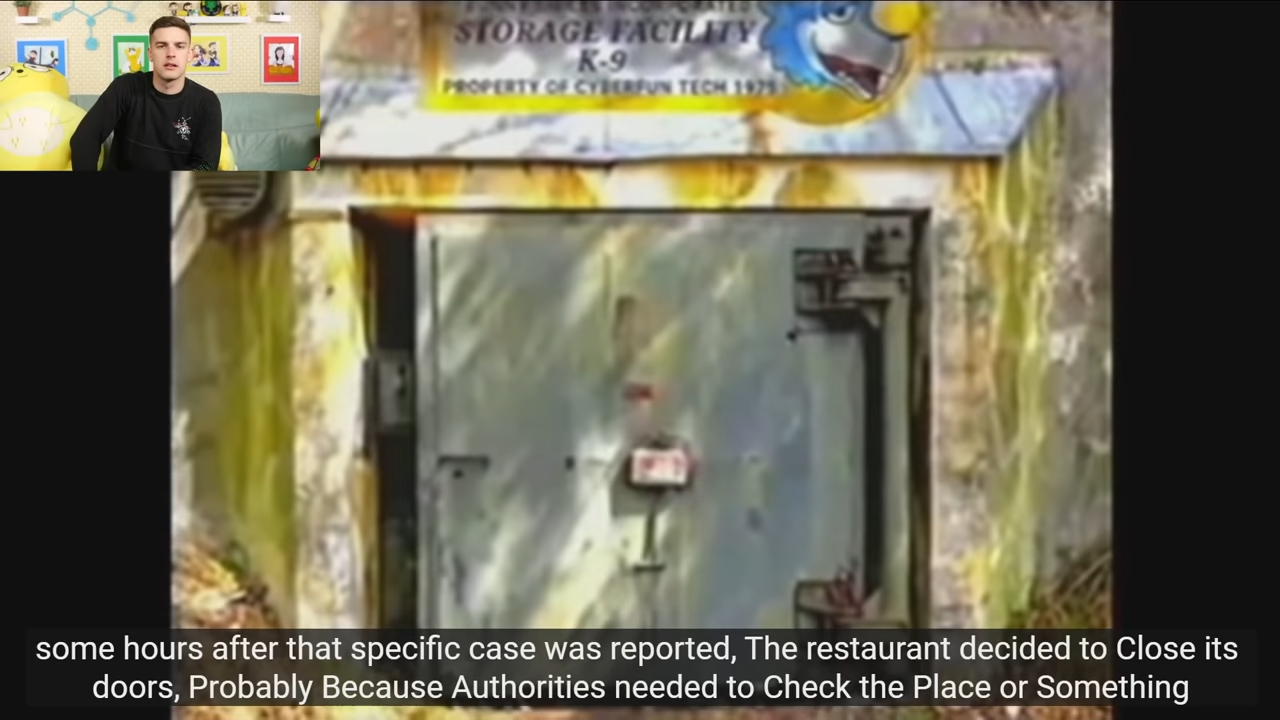 STORAGE FACILITY
K-9
PROPERTY OF CYBERFUN TECH 1975
some hours after that specific case was reported, The restaurant decided to Close its
doors, Probably Because Authorities needed to Check the Place or Something